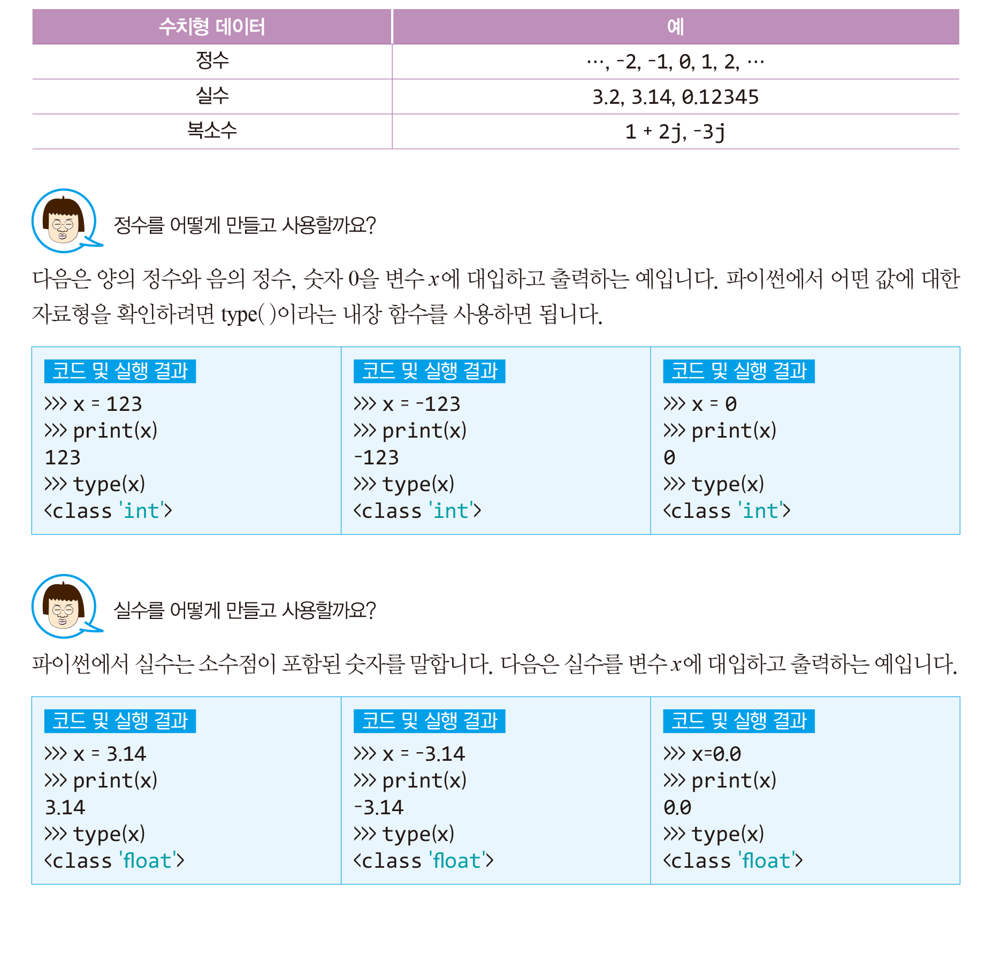 수치형 데이터 예
정수 …, -2, -1, 0, 1, 2, …
실수 3.2, 3.14, 0.12345
복소수 1 + 2j, -3j
정수를 어떻게 만들고 사용할까요?
다음은 양의 정수와 음의 정수, 숫자 0을 변수 x에 대입하고 출력하는 예입니다. 파이썬에서 어떤 값에 대한
자료형을 확인하려면 type( )이라는 내장 함수를 사용하면 됩니다.
코드 및 실행 결과
>>> x = 123
>>> print(x)
123
>>> type(x)
<class 'int'>
코드 및 실행 결과
>>> x = -123
>>> print(x)
-123
>>> type(x)
<class 'int'>
코드 및 실행 결과
>>> x = 0
>>> print(x)
0
>>> type(x)
<class 'int'>
실수를 어떻게 만들고 사용할까요?
파이썬에서 실수는 소수점이 포함된 숫자를 말합니다. 다음은 실수를 변수 x에 대입하고 출력하는 예입니다.
코드 및 실행 결과
>>> x = 3.14
>>> print(x)
3.14
>>> type(x)
<class 'float'>
코드 및 실행 결과
>>> x = -3.14
>>> print(x)
-3.14
>>> type(x)
<class 'float'>
코드 및 실행 결과
>>> x=0.0
>>> print(x)
0.0
>>> type(x)
<class 'float'>